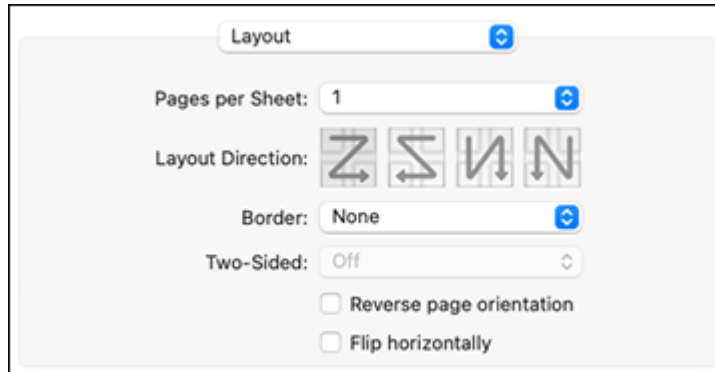 Layout
Pages per Sheet: 1
Layout Direction:
Border: None
Two-Sided: Off
Reverse page orientation
Flip horizontally